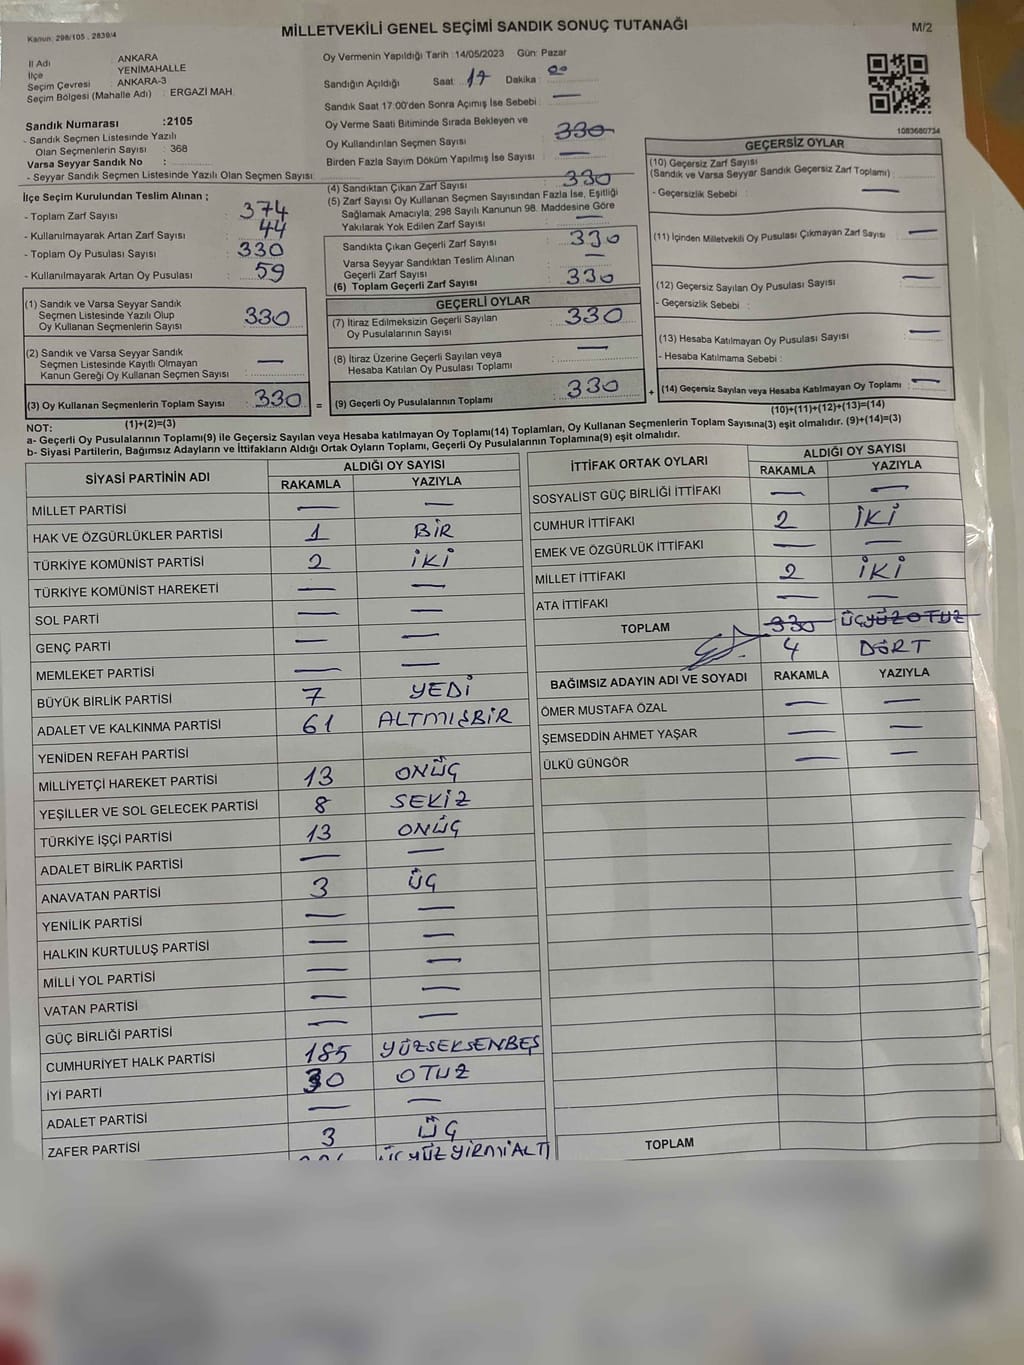 MİLLETVEKİLİ GENEL SEÇİMİ SANDIK SONUÇ TUTANAĞI
M/2
Kanun: 298/105 , 2839/4
İl Adı : ANKARA
İlçe : YENİMAHALLE
Seçim Çevresi : ANKARA-3
Seçim Bölgesi (Mahalle Adı) : ERGAZİ MAH.
Sandık Numarası :2105
- Sandık Seçmen Listesinde Yazılı
Olan Seçmenlerin Sayısı : 368
Varsa Seyyar Sandık No :
- Seyyar Sandık Seçmen Listesinde Yazılı Olan Seçmen Sayısı:
Oy Vermenin Yapıldığı Tarih : 14/05/2023 Gün: Pazar
Sandığın Açıldığı Saat: 17 Dakika : 00
Sandık Saat 17:00'den Sonra Açımış İse Sebebi : —
Oy Verme Saati Bitiminde Sırada Bekleyen ve
Oy Kullandırılan Seçmen Sayısı : 330
Birden Fazla Sayım Döküm Yapılmış İse Sayısı : —
1083680734
İlçe Seçim Kurulundan Teslim Alınan ;
- Toplam Zarf Sayısı : 374
- Kullanılmayarak Artan Zarf Sayısı : 44
- Toplam Oy Pusulası Sayısı : 330
- Kullanılmayarak Artan Oy Pusulası : 59
(1) Sandık ve Varsa Seyyar Sandık
Seçmen Listesinde Yazılı Olup
Oy Kullanan Seçmenlerin Sayısı : 330
(2) Sandık ve Varsa Seyyar Sandık
Seçmen Listesinde Kayıtlı Olmayan
Kanun Gereği Oy Kullanan Seçmen Sayısı : —
(3) Oy Kullanan Seçmenlerin Toplam Sayısı : 330 =
(1)+(2)=(3)
(4) Sandıktan Çıkan Zarf Sayısı : 330
(5) Zarf Sayısı Oy Kullanan Seçmen Sayısından Fazla İse, Eşitliği
Sağlamak Amacıyla; 298 Sayılı Kanunun 98. Maddesine Göre
Yakılarak Yok Edilen Zarf Sayısı : —
Sandıkta Çıkan Geçerli Zarf Sayısı : 330
Varsa Seyyar Sandıktan Teslim Alınan
Geçerli Zarf Sayısı : —
(6) Toplam Geçerli Zarf Sayısı : 330
GEÇERLİ OYLAR
(7) İtiraz Edilmeksizin Geçerli Sayılan
Oy Pusulalarının Sayısı : 330
(8) İtiraz Üzerine Geçerli Sayılan veya
Hesaba Katılan Oy Pusulası Toplamı : —
(9) Geçerli Oy Pusulalarının Toplamı : 330 +
GEÇERSİZ OYLAR
(10) Geçersiz Zarf Sayısı
(Sandık ve Varsa Seyyar Sandık Geçersiz Zarf Toplamı) :
- Geçersizlik Sebebi : —
(11) İçinden Milletvekili Oy Pusulası Çıkmayan Zarf Sayısı : —
(12) Geçersiz Sayılan Oy Pusulası Sayısı : —
- Geçersizlik Sebebi :
(13) Hesaba Katılmayan Oy Pusulası Sayısı : —
- Hesaba Katılmama Sebebi :
(14) Geçersiz Sayılan veya Hesaba Katılmayan Oy Toplamı : —
(10)+(11)+(12)+(13)=(14)
NOT:
a- Geçerli Oy Pusulalarının Toplamı(9) ile Geçersiz Sayılan veya Hesaba katılmayan Oy Toplamı(14) Toplamları, Oy Kullanan Seçmenlerin Toplam Sayısına(3) eşit olmalıdır. (9)+(14)=(3)
b- Siyasi Partilerin, Bağımsız Adayların ve İttifakların Aldığı Ortak Oyların Toplamı, Geçerli Oy Pusulalarının Toplamına(9) eşit olmalıdır.
SİYASİ PARTİNİN ADI
ALDIĞI OY SAYISI
RAKAMLA YAZIYLA
MİLLET PARTİSİ — —
HAK VE ÖZGÜRLÜKLER PARTİSİ 1 BİR
TÜRKİYE KOMÜNİST PARTİSİ 2 İKİ
TÜRKİYE KOMÜNİST HAREKETİ — —
SOL PARTİ — —
GENÇ PARTİ — —
MEMLEKET PARTİSİ — —
BÜYÜK BİRLİK PARTİSİ 7 YEDİ
ADALET VE KALKINMA PARTİSİ 61 ALTMIŞBİR
YENİDEN REFAH PARTİSİ
MİLLİYETÇİ HAREKET PARTİSİ 13 ONÜÇ
YEŞİLLER VE SOL GELECEK PARTİSİ 8 SEKİZ
TÜRKİYE İŞÇİ PARTİSİ 13 ONÜÇ
ADALET BİRLİK PARTİSİ — —
ANAVATAN PARTİSİ 3 ÜÇ
YENİLİK PARTİSİ — —
HALKIN KURTULUŞ PARTİSİ — —
MİLLİ YOL PARTİSİ — —
VATAN PARTİSİ — —
GÜÇ BİRLİĞİ PARTİSİ — —
CUMHURİYET HALK PARTİSİ 185 YÜZSEKSENBEŞ
İYİ PARTİ 30 OTUZ
ADALET PARTİSİ — —
ZAFER PARTİSİ 3 ÜÇ
ÜÇYÜZYİRMİALTI
İTTİFAK ORTAK OYLARI
ALDIĞI OY SAYISI
RAKAMLA YAZIYLA
SOSYALİST GÜÇ BİRLİĞİ İTTİFAKI — —
CUMHUR İTTİFAKI 2 İKİ
EMEK VE ÖZGÜRLÜK İTTİFAKI — —
MİLLET İTTİFAKI 2 İKİ
ATA İTTİFAKI — —
TOPLAM 330 ÜÇYÜZOTUZ
4 DÖRT
BAĞIMSIZ ADAYIN ADI VE SOYADI RAKAMLA YAZIYLA
ÖMER MUSTAFA ÖZAL — —
ŞEMSEDDİN AHMET YAŞAR — —
ÜLKÜ GÜNGÖR — —
TOPLAM